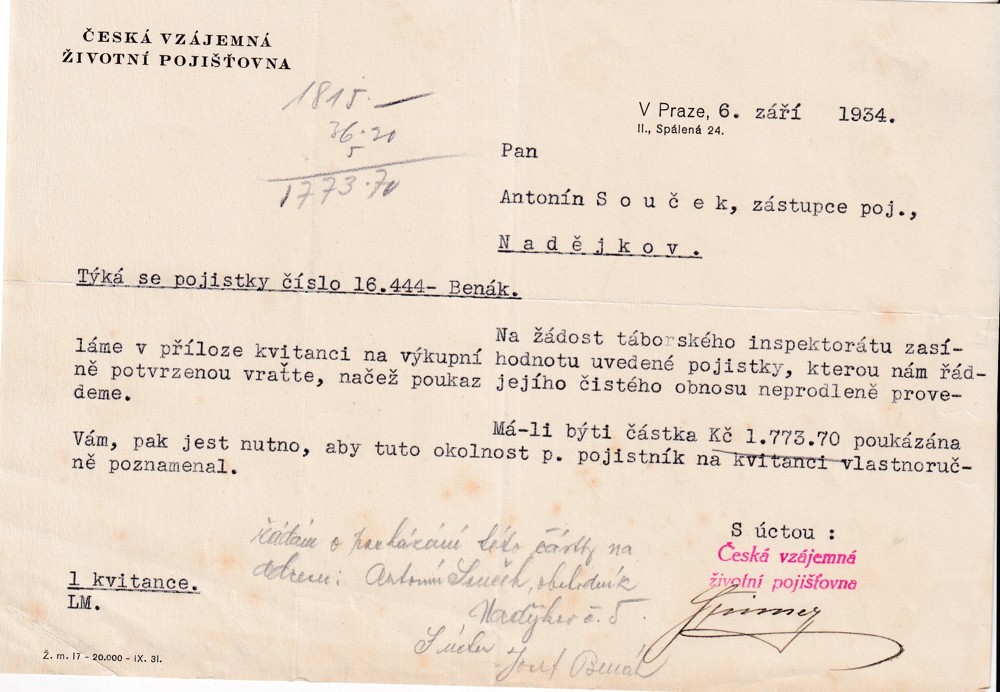 ČESKÁ VZÁJEMNÁ
ŽIVOTNÍ POJIŠŤOVNA
1815.—
36.20
5
1773.70
V Praze, 6. září 1934.
II., Spálená 24.
Pan
Antonín S o u č e k, zástupce poj.,
N a d ě j k o v .
Týká se pojistky číslo 16.444- Benák.
Na žádost táborského inspektorátu zasí-
láme v příloze kvitanci na výkupní hodnotu uvedené pojistky, kterou nám řád-
ně potvrzenou vraťte, načež poukaz jejího čistého obnosu neprodleně prove-
deme.
Má-li býti částka Kč 1.773.70 poukázána
Vám, pak jest nutno, aby tuto okolnost p. pojistník na kvitanci vlastnoruč-
ně poznamenal.
žádám o poukázání této částky na
adresu: Antonín Souček, obchodník
Nadějkov č. 5
S úctou
Josef Benák
S úctou :
Česká vzájemná
životní pojišťovna
1 kvitance.
LM.
Ž. m. 17 - 20.000 - IX. 31.